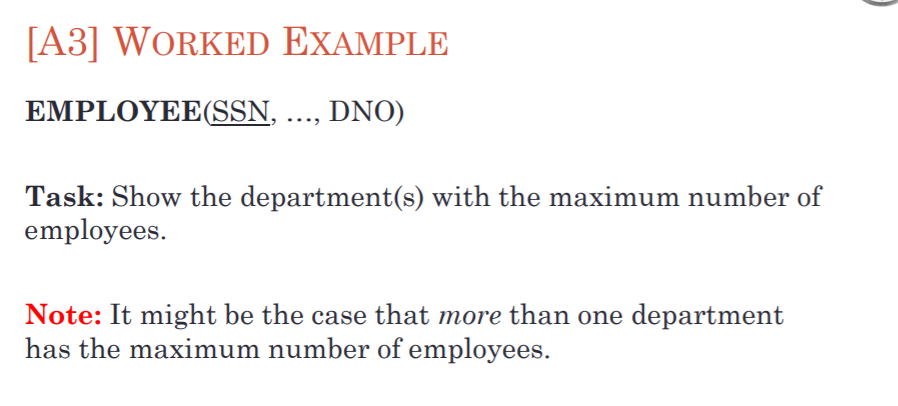 [A3] WORKED EXAMPLE
EMPLOYEE(SSN, ..., DNO)
Task: Show the department(s) with the maximum number of
employees.
Note: It might be the case that more than one department
has the maximum number of employees.